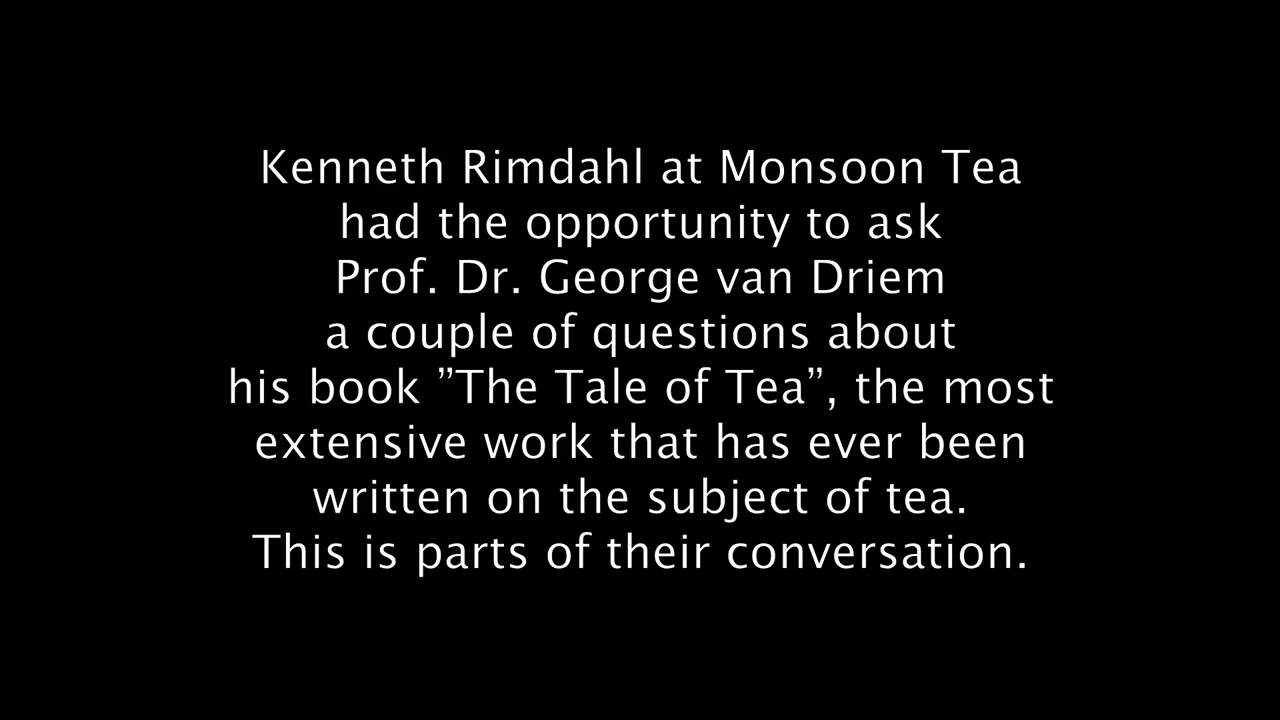 Kenneth Rimdahl at Monsoon Tea
had the opportunity to ask
Prof. Dr. George van Driem
a couple of questions about
his book ”The Tale of Tea”, the most
extensive work that has ever been
written on the subject of tea.
This is parts of their conversation.